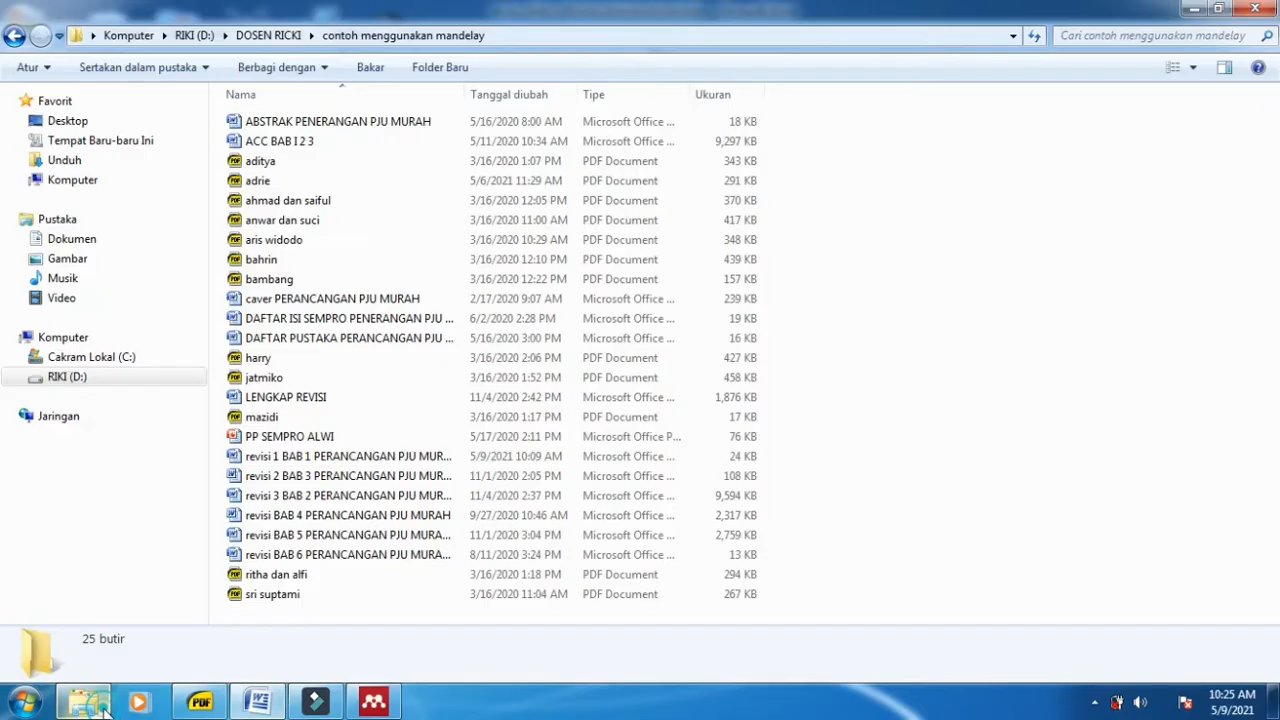 Komputer RIKI (D:) DOSEN RICKI contoh menggunakan mandelay Cari contoh menggunakan mandelay
Atur Sertakan dalam pustaka Berbagi dengan Bakar Folder Baru
Favorit
Desktop
Tempat Baru-baru Ini
Unduh
Komputer
Pustaka
Dokumen
Gambar
Musik
Video
Komputer
Cakram Lokal (C:)
RIKI (D:)
Jaringan
Nama Tanggal diubah Tipe Ukuran
ABSTRAK PENERANGAN PJU MURAH 5/16/2020 8:00 AM Microsoft Office ... 18 KB
ACC BAB I 2 3 5/11/2020 10:34 AM Microsoft Office ... 9,297 KB
aditya 3/16/2020 1:07 PM PDF Document 343 KB
adrie 5/6/2021 11:29 AM PDF Document 291 KB
ahmad dan saiful 3/16/2020 12:05 PM PDF Document 370 KB
anwar dan suci 3/16/2020 11:00 AM PDF Document 417 KB
aris widodo 3/16/2020 10:29 AM PDF Document 348 KB
bahrin 3/16/2020 12:10 PM PDF Document 439 KB
bambang 3/16/2020 12:22 PM PDF Document 157 KB
caver PERANCANGAN PJU MURAH 2/17/2020 9:07 AM Microsoft Office ... 239 KB
DAFTAR ISI SEMPRO PENERANGAN PJU ... 6/2/2020 2:28 PM Microsoft Office ... 19 KB
DAFTAR PUSTAKA PERANCANGAN PJU ... 5/16/2020 3:00 PM Microsoft Office ... 16 KB
harry 3/16/2020 2:06 PM PDF Document 427 KB
jatmiko 3/16/2020 1:52 PM PDF Document 458 KB
LENGKAP REVISI 11/4/2020 2:42 PM Microsoft Office ... 1,876 KB
mazidi 3/16/2020 1:17 PM PDF Document 17 KB
PP SEMPRO ALWI 5/17/2020 2:11 PM Microsoft Office P... 76 KB
revisi 1 BAB 1 PERANCANGAN PJU MUR... 5/9/2021 10:09 AM Microsoft Office ... 24 KB
revisi 2 BAB 3 PERANCANGAN PJU MUR... 11/1/2020 2:05 PM Microsoft Office ... 108 KB
revisi 3 BAB 2 PERANCANGAN PJU MUR... 11/4/2020 2:37 PM Microsoft Office ... 9,594 KB
revisi BAB 4 PERANCANGAN PJU MURAH 9/27/2020 10:46 AM Microsoft Office ... 2,317 KB
revisi BAB 5 PERANCANGAN PJU MURA... 11/1/2020 3:04 PM Microsoft Office ... 2,759 KB
revisi BAB 6 PERANCANGAN PJU MURA... 8/11/2020 3:24 PM Microsoft Office ... 13 KB
ritha dan alfi 3/16/2020 1:18 PM PDF Document 294 KB
sri suptami 3/16/2020 11:04 AM PDF Document 267 KB
25 butir
PDF
10:25 AM
5/9/2021